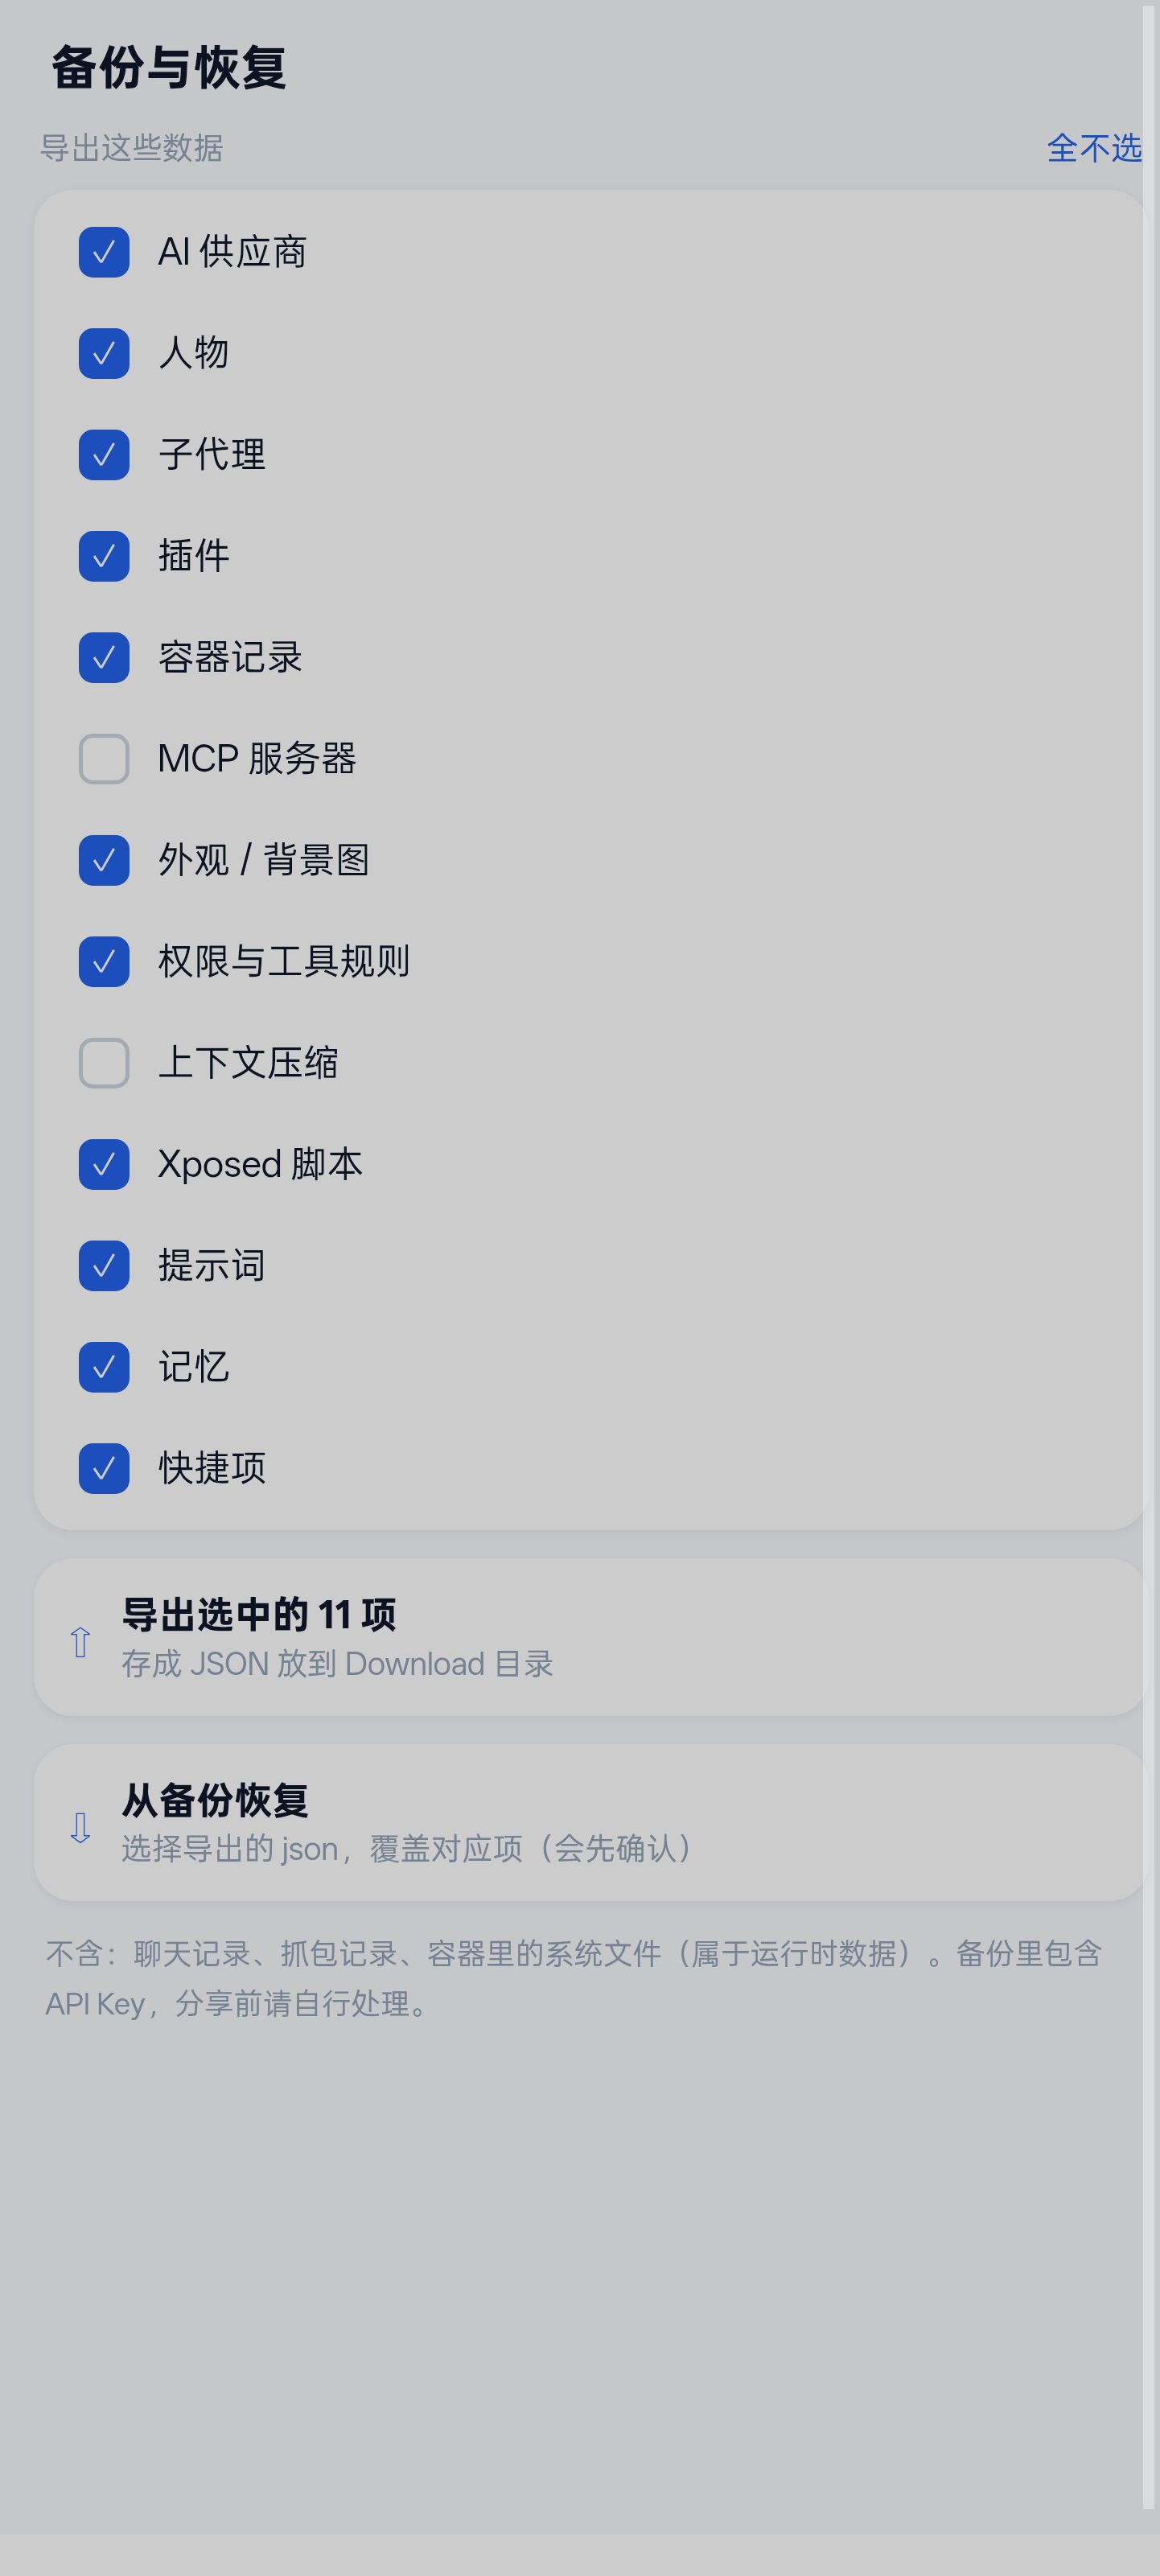 备份与恢复
导出这些数据
全不选
AI 供应商
人物
子代理
插件
容器记录
MCP 服务器
外观 / 背景图
权限与工具规则
上下文压缩
Xposed 脚本
提示词
记忆
快捷项
导出选中的 11 项
存成 JSON 放到 Download 目录
从备份恢复
选择导出的 json，覆盖对应项（会先确认）
不含：聊天记录、抓包记录、容器里的系统文件（属于运行时数据）。备份里包含
API Key，分享前请自行处理。